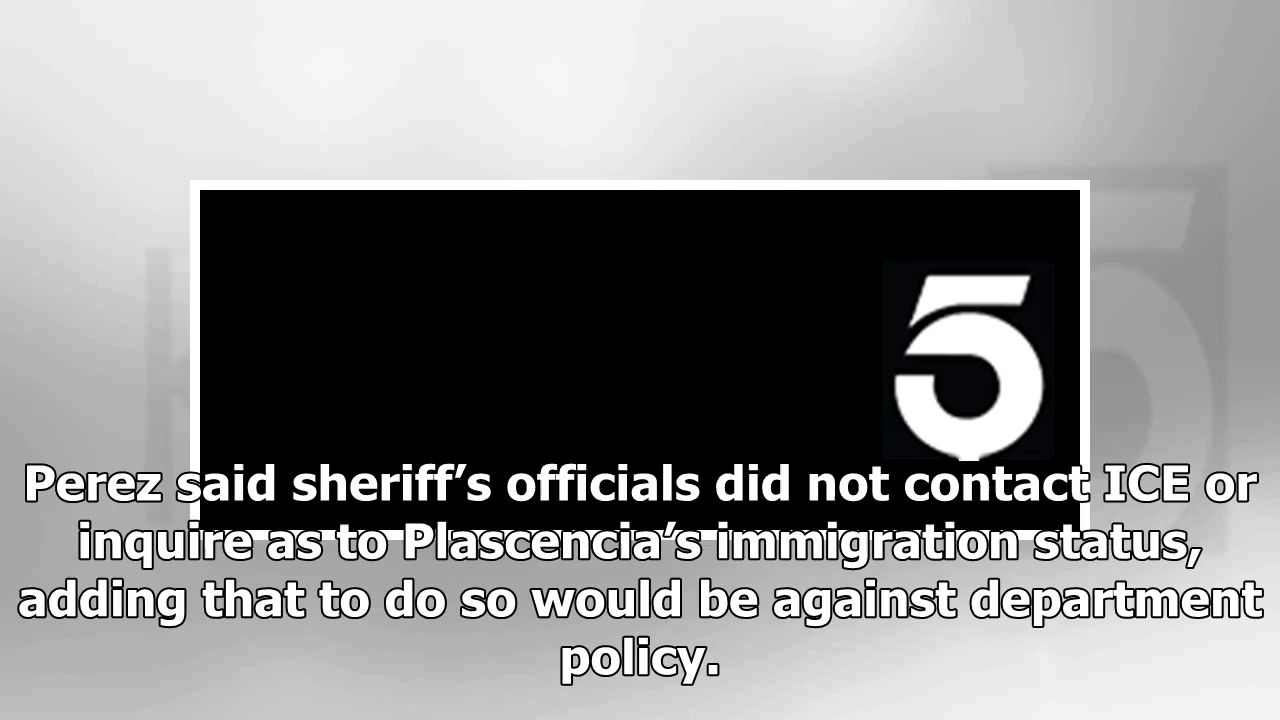 5
Perez said sheriff’s officials did not contact ICE or
inquire as to Plascencia’s immigration status,
adding that to do so would be against department
policy.